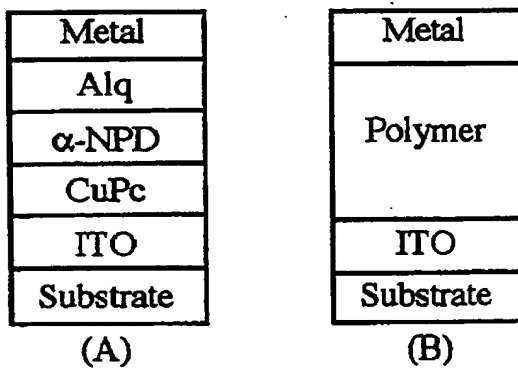 Metal
Alq
α-NPD
CuPc
ITO
Substrate
(A)
Metal
Polymer
ITO
Substrate
(B)